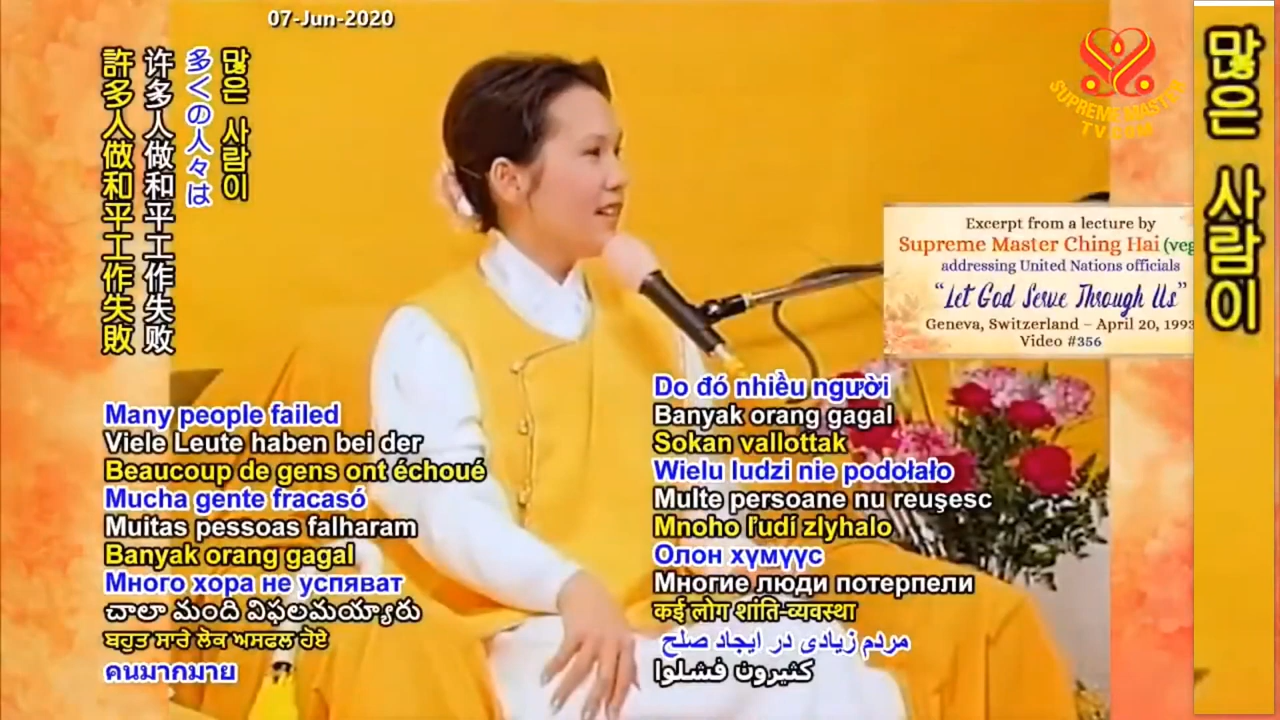 07-Jun-2020
많은 사람이
多くの人々は
许多人做和平工作失败
許多人做和平工作失敗
SUPREME MASTER
TV.COM
Excerpt from a lecture by
Supreme Master Ching Hai (veg
addressing United Nations officials
“Let God Serve Through Us”
Geneva, Switzerland – April 20, 1993
Video #356
Many people failed
Viele Leute haben bei der
Beaucoup de gens ont échoué
Mucha gente fracasó
Muitas pessoas falharam
Banyak orang gagal
Много хора не успяват
చాలా మంది విఫలమయ్యారు
ਬਹੁਤ ਸਾਰੇ ਲੋਕ ਅਸਫਲ ਹੋਏ
คนมากมาย
Do đó nhiều người
Banyak orang gagal
Sokan vallottak
Wielu ludzi nie podołało
Multe persoane nu reuşesc
Mnoho ľudí zlyhalo
Олон хүмүүс
Многие люди потерпели
कई लोग शांति-व्यवस्था
مردم زیادی در ایجاد صلح
كثيرون فشلوا
많은 사람이